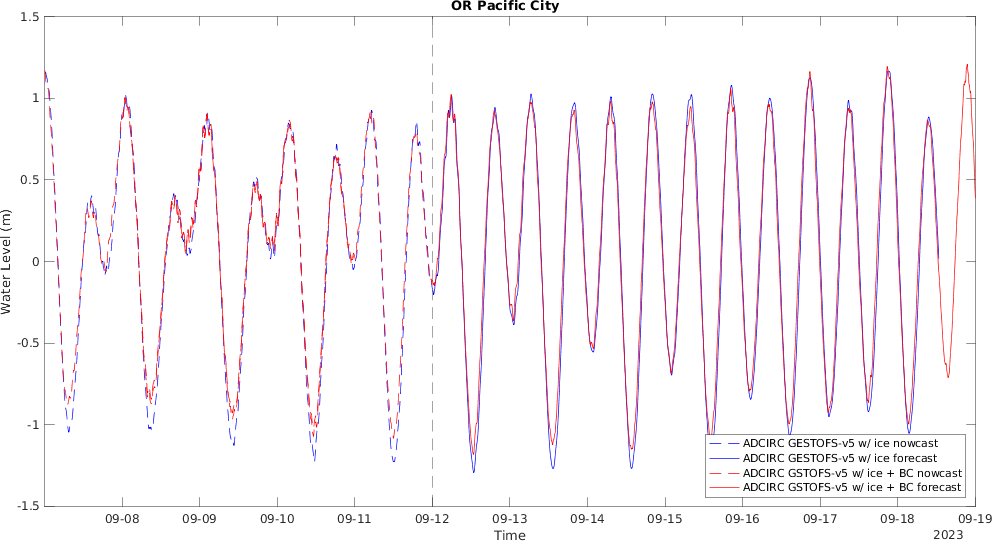 OR Pacific City
1.5
1
0.5
0
-0.5
-1
-1.5
Water Level (m)
09-08 09-09 09-10 09-11 09-12 09-13 09-14 09-15 09-16 09-17 09-18 09-19
Time
2023
ADCIRC GESTOFS-v5 w/ ice nowcast
ADCIRC GESTOFS-v5 w/ ice forecast
ADCIRC GSTOFS-v5 w/ ice + BC nowcast
ADCIRC GSTOFS-v5 w/ ice + BC forecast